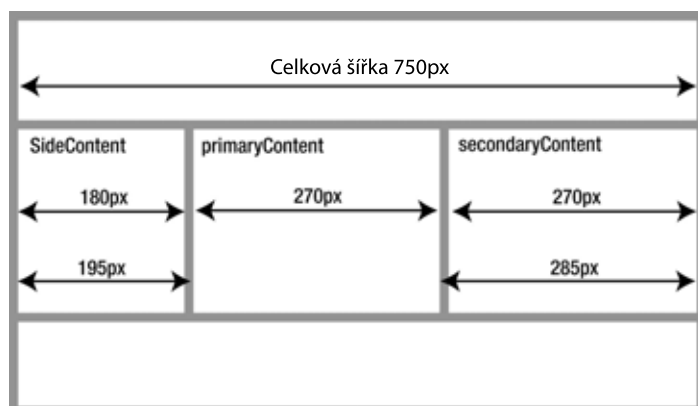 Celková šířka 750px
SideContent
primaryContent
secondaryContent
180px
270px
270px
195px
285px